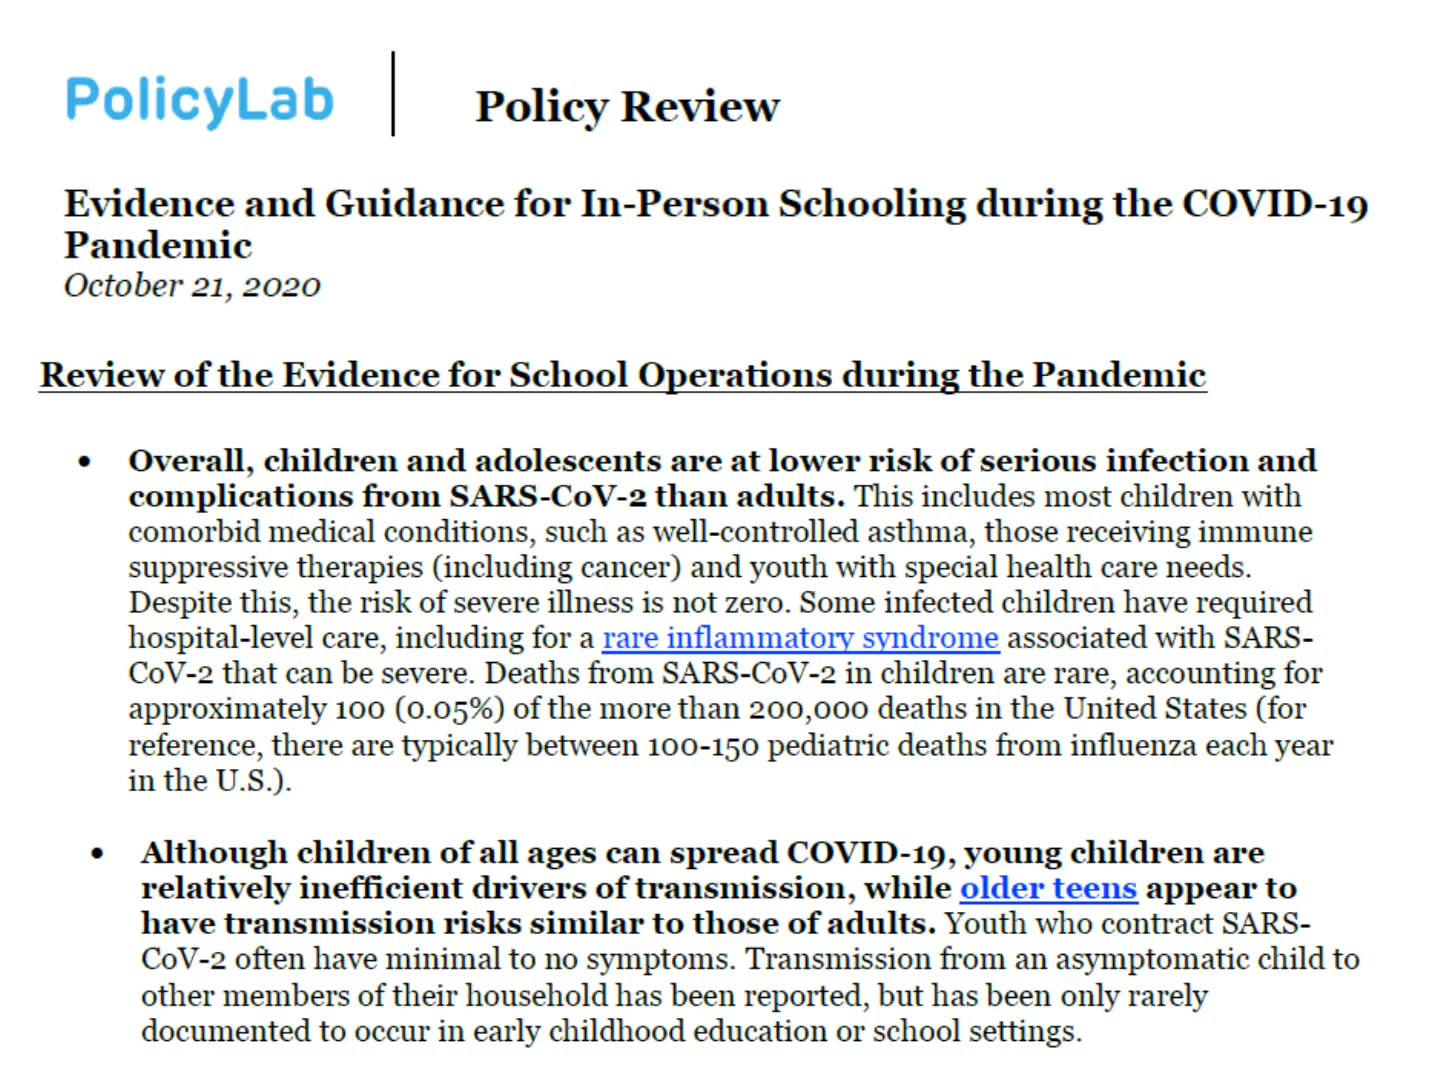 PolicyLab
Policy Review
Evidence and Guidance for In-Person Schooling during the COVID-19
Pandemic
October 21, 2020
Review of the Evidence for School Operations during the Pandemic
• Overall, children and adolescents are at lower risk of serious infection and
complications from SARS-CoV-2 than adults. This includes most children with
comorbid medical conditions, such as well-controlled asthma, those receiving immune
suppressive therapies (including cancer) and youth with special health care needs.
Despite this, the risk of severe illness is not zero. Some infected children have required
hospital-level care, including for a rare inflammatory syndrome associated with SARS-
CoV-2 that can be severe. Deaths from SARS-CoV-2 in children are rare, accounting for
approximately 100 (0.05%) of the more than 200,000 deaths in the United States (for
reference, there are typically between 100-150 pediatric deaths from influenza each year
in the U.S.).
• Although children of all ages can spread COVID-19, young children are
relatively inefficient drivers of transmission, while older teens appear to
have transmission risks similar to those of adults. Youth who contract SARS-
CoV-2 often have minimal to no symptoms. Transmission from an asymptomatic child to
other members of their household has been reported, but has been only rarely
documented to occur in early childhood education or school settings.